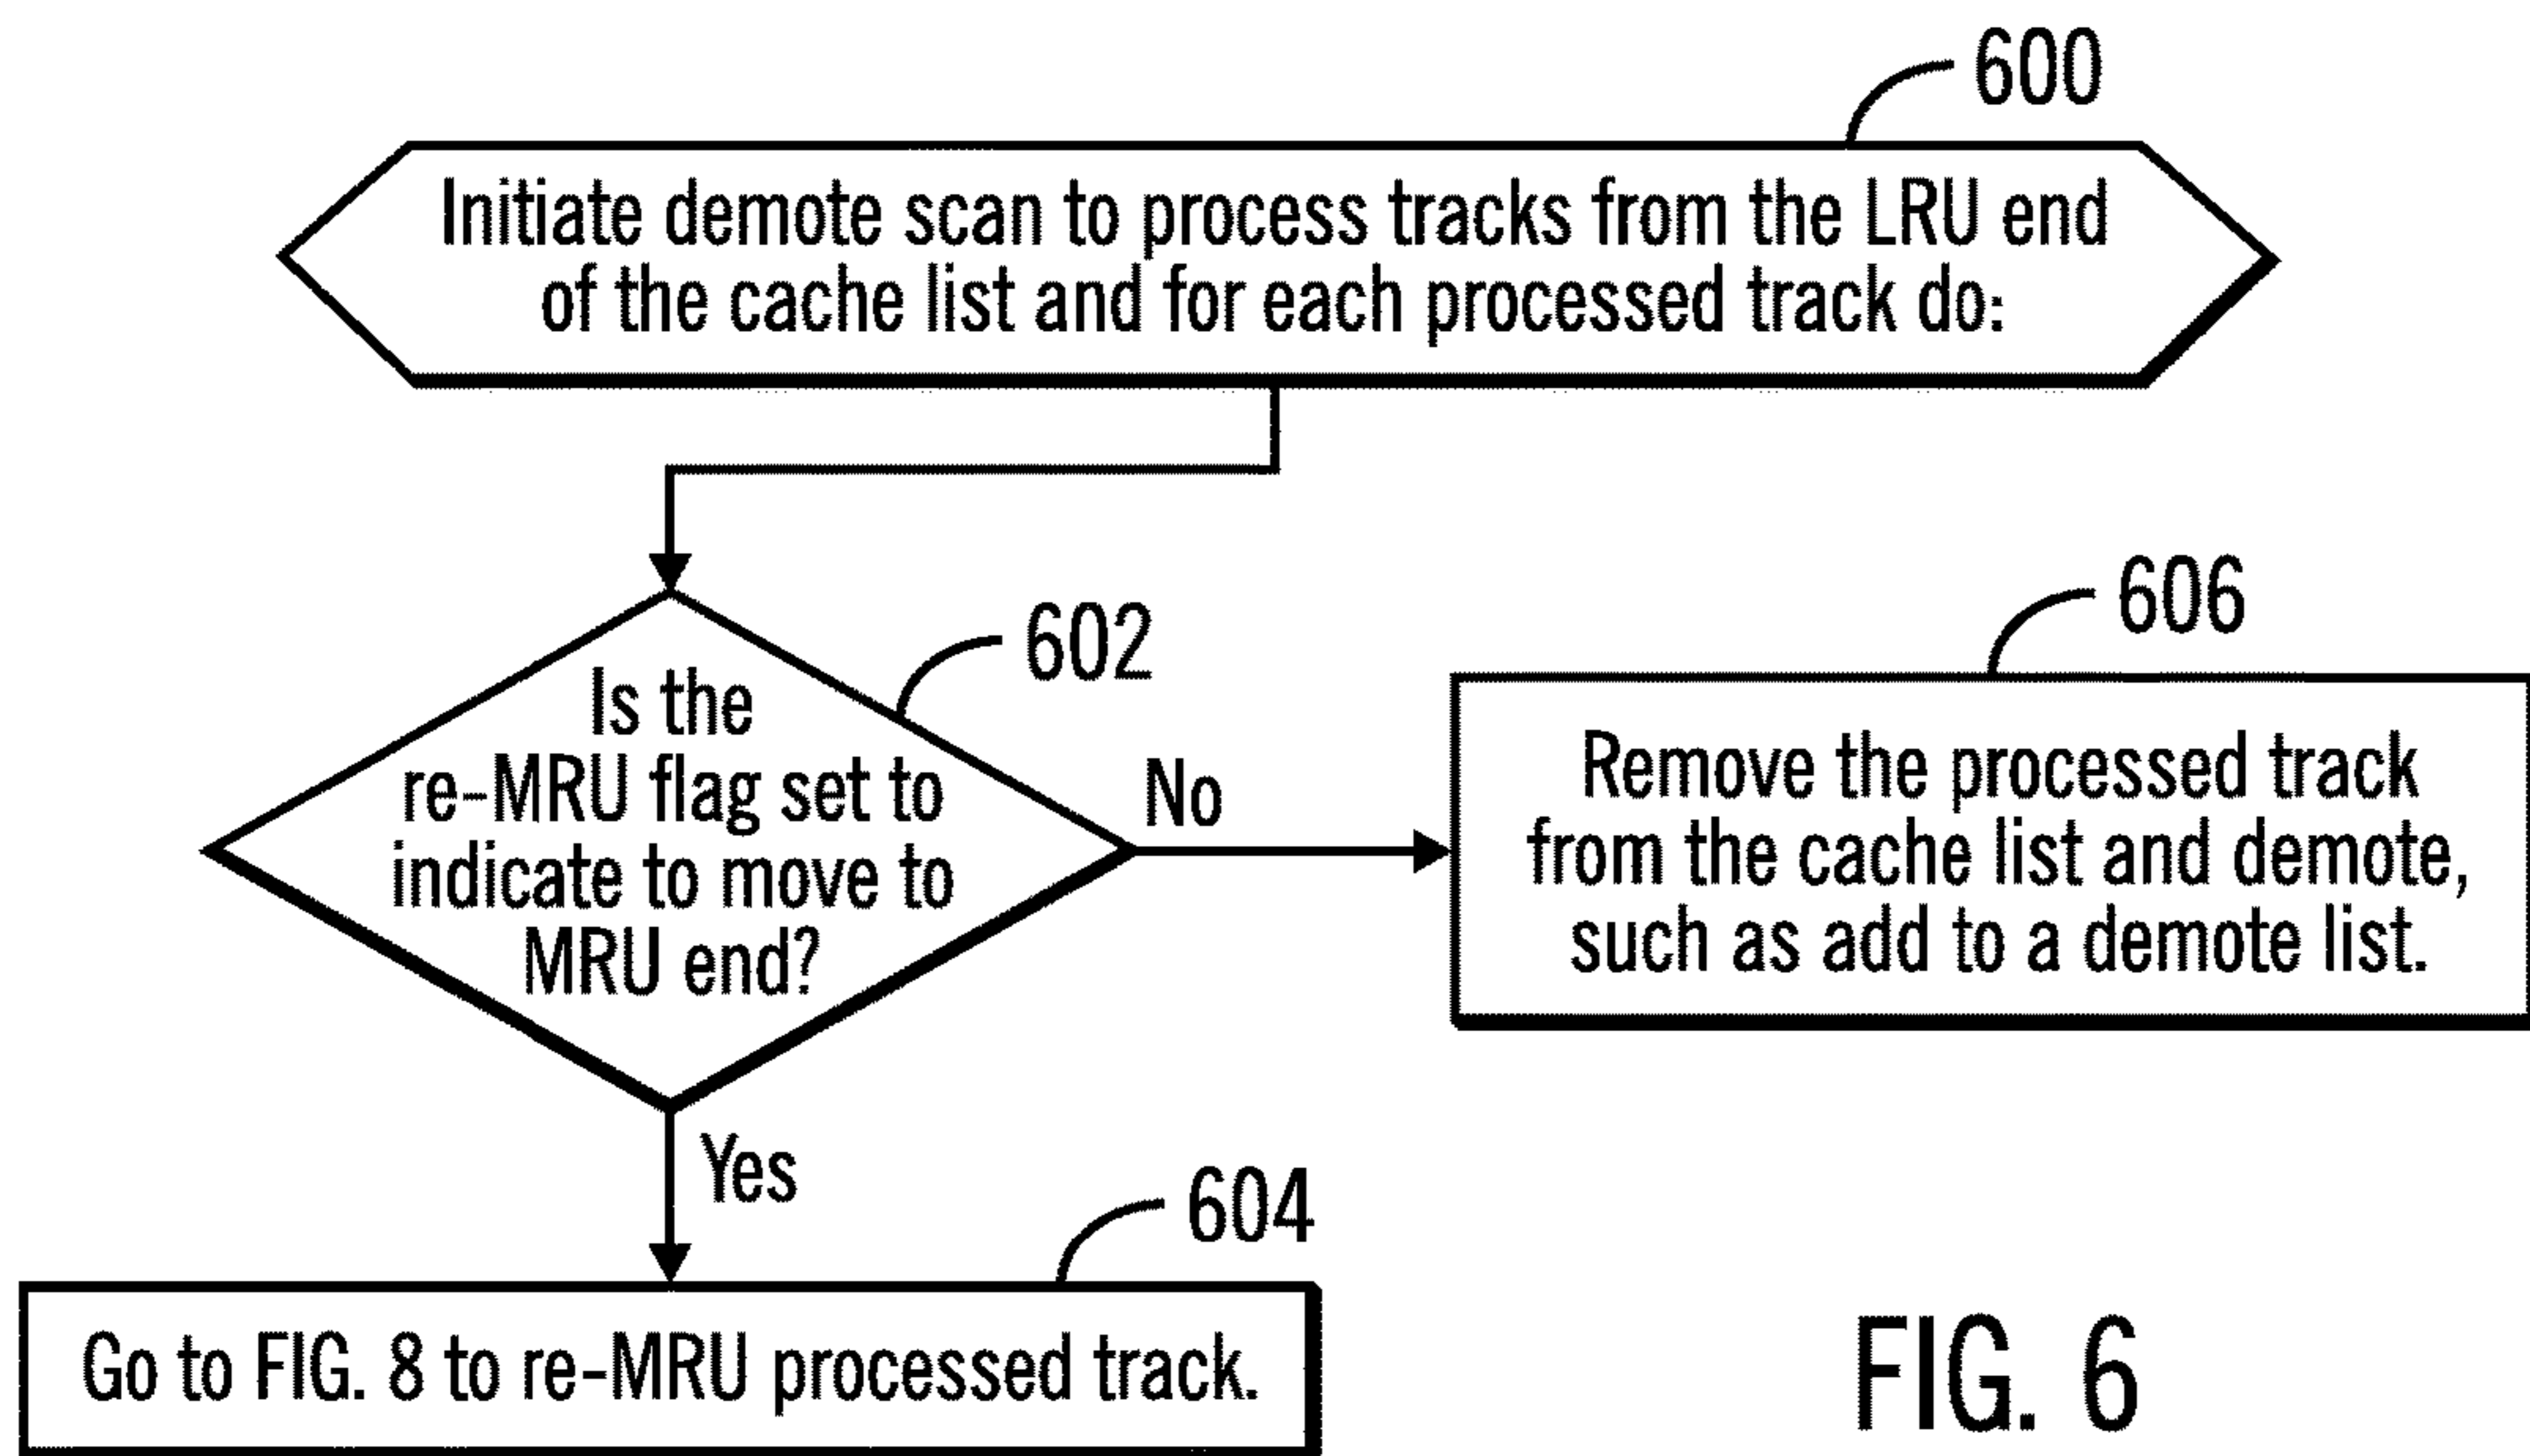 600
Initiate demote scan to process tracks from the LRU end
of the cache list and for each processed track do:
602
Is the
re-MRU flag set to
indicate to move to
MRU end?
No
606
Remove the processed track
from the cache list and demote,
such as add to a demote list.
Yes
604
Go to FIG. 8 to re-MRU processed track.
FIG. 6